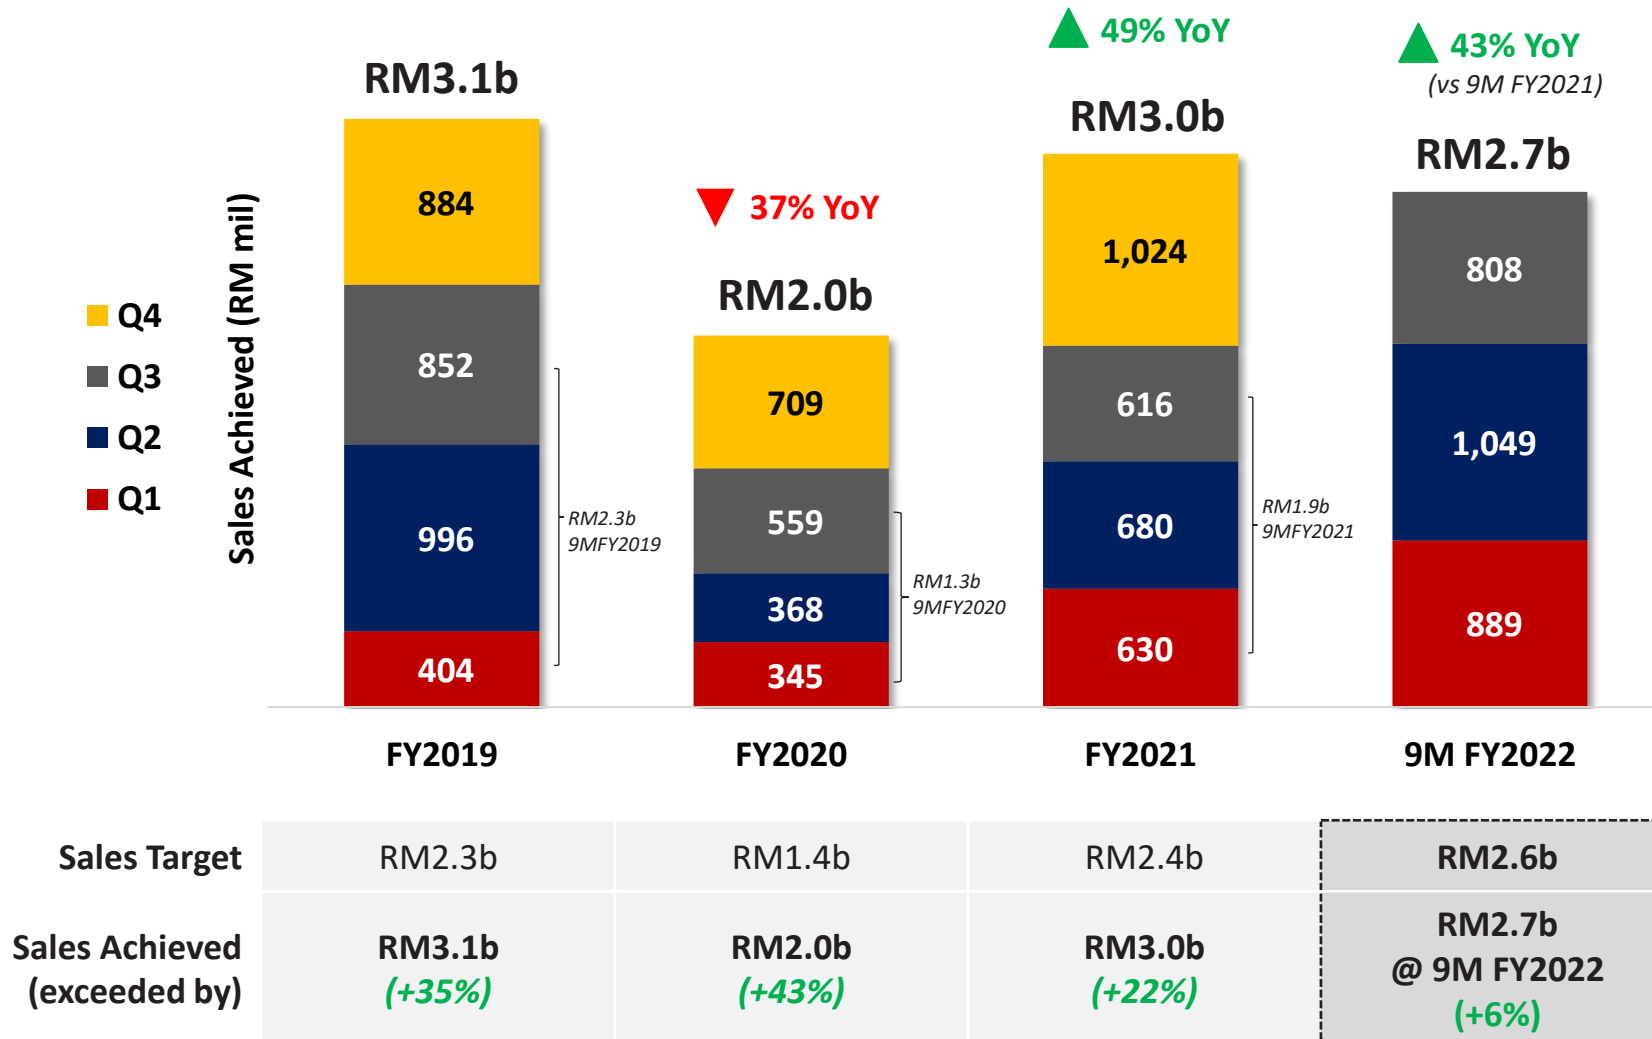 49% YoY
43% YoY
(vs 9M FY2021)
RM3.1b
RM3.0b
RM2.7b
37% YoY
RM2.0b
Sales Achieved (RM mil)
Q4
Q3
Q2
Q1
884
852
996
404
RM2.3b
9MFY2019
709
559
368
345
RM1.3b
9MFY2020
1,024
616
680
630
RM1.9b
9MFY2021
808
1,049
889
FY2019
FY2020
FY2021
9M FY2022
Sales Target
RM2.3b
RM1.4b
RM2.4b
RM2.6b
Sales Achieved
(exceeded by)
RM3.1b
(+35%)
RM2.0b
(+43%)
RM3.0b
(+22%)
RM2.7b
@ 9M FY2022
(+6%)